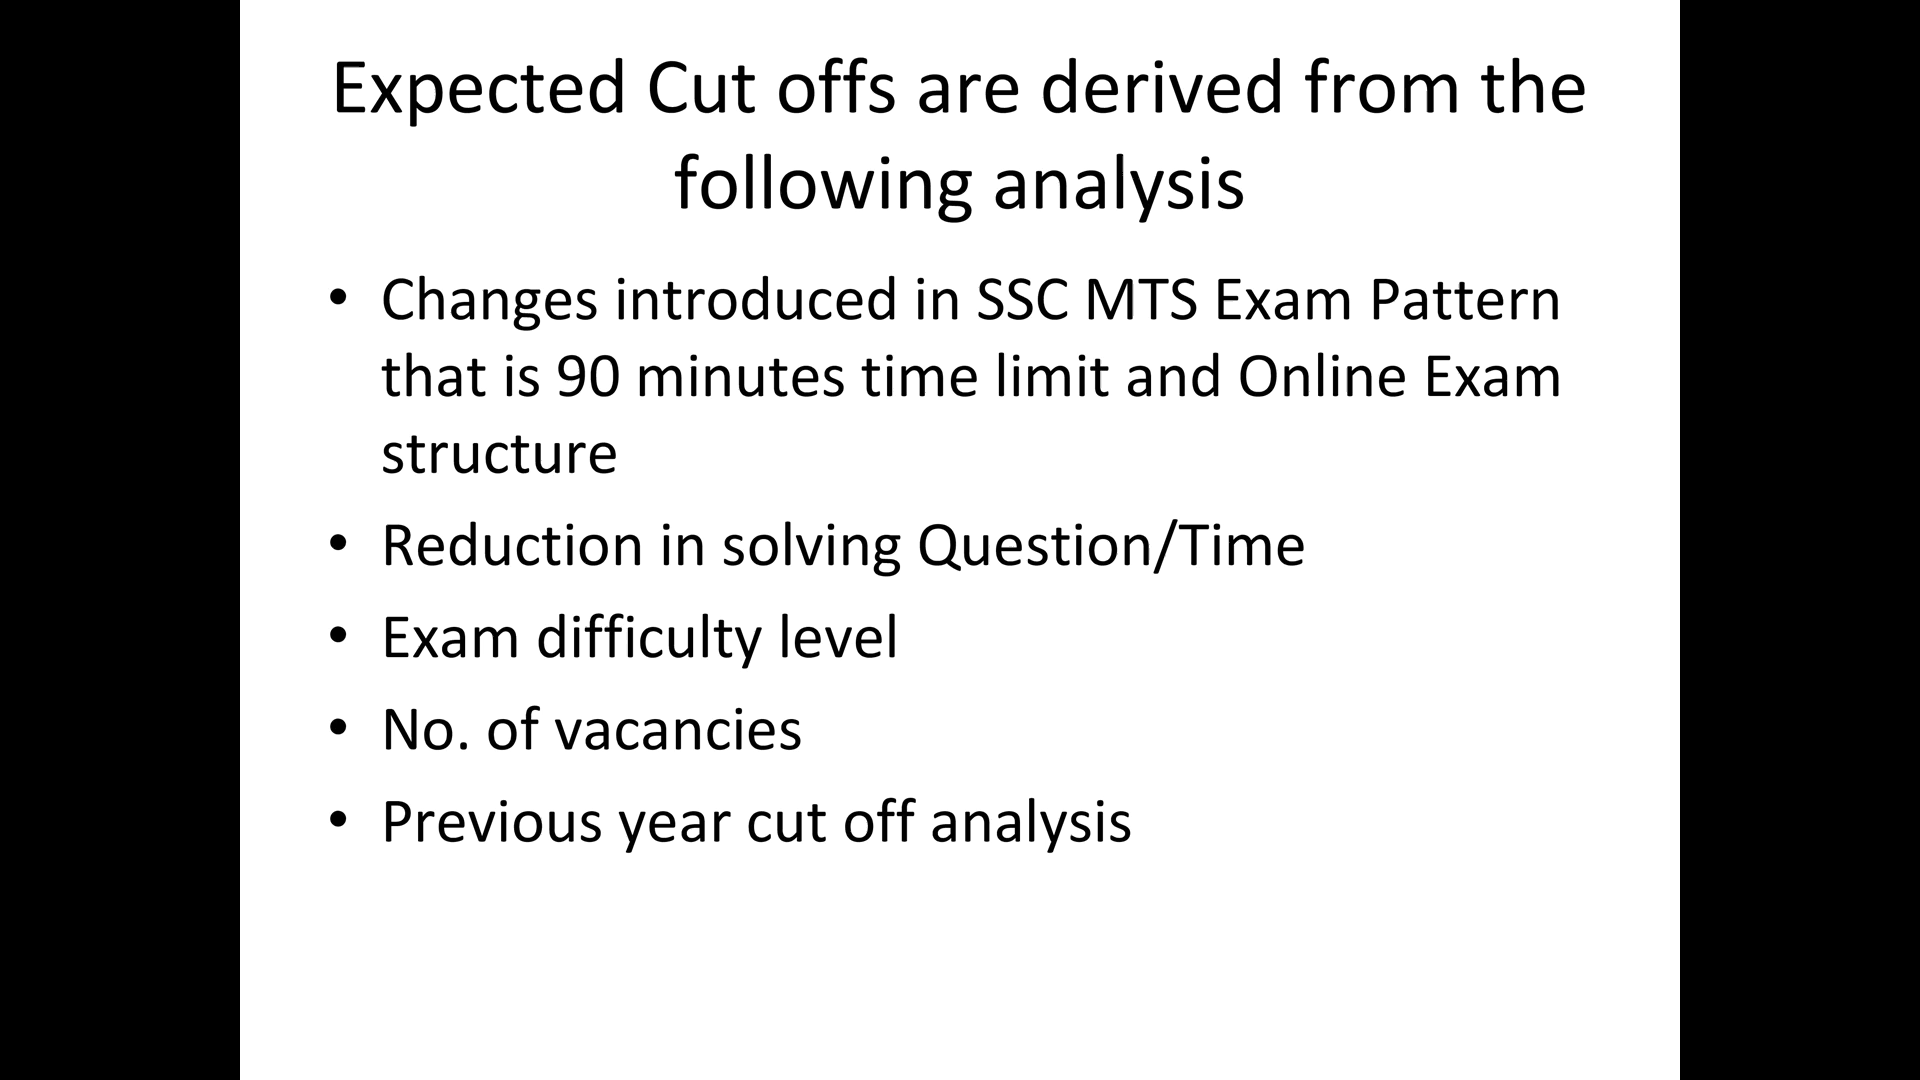 Expected Cut offs are derived from the
following analysis
• Changes introduced in SSC MTS Exam Pattern
that is 90 minutes time limit and Online Exam
structure
• Reduction in solving Question/Time
• Exam difficulty level
• No. of vacancies
• Previous year cut off analysis